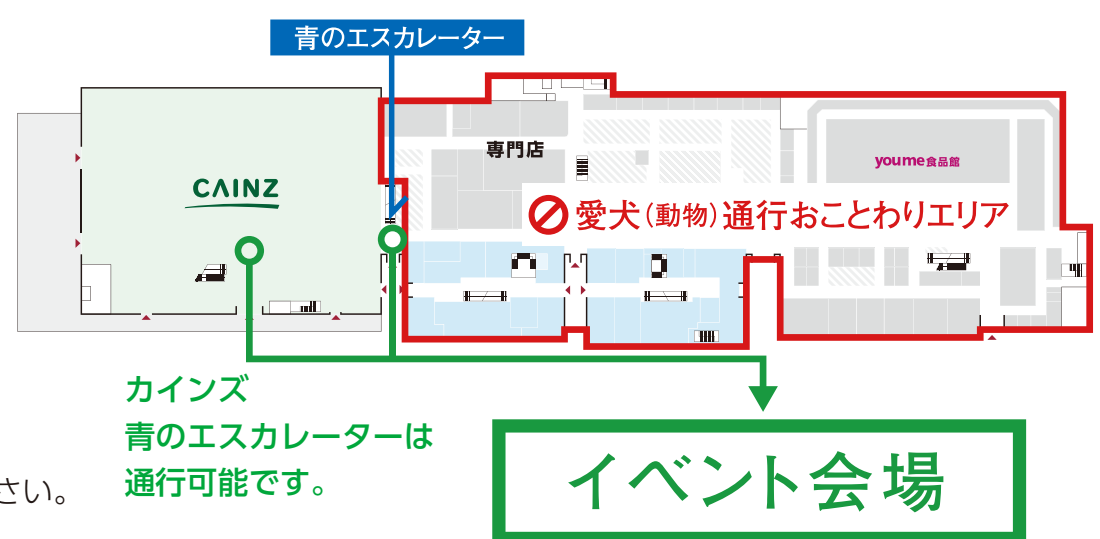 青のエスカレーター
専門店
CAINZ
youme食品館
愛犬(動物)通行おことわりエリア
カインズ
青のエスカレーターは
通行可能です。
さい。
イベント会場